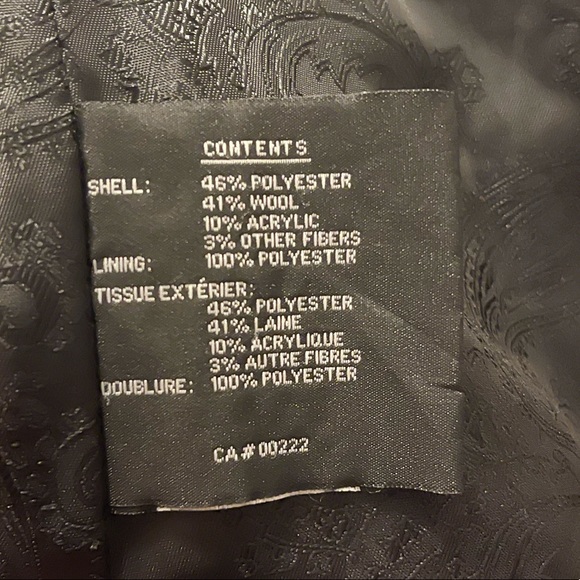 CONTENTS
SHELL: 46% POLYESTER
41% WOOL
10% ACRYLIC
3% OTHER FIBERS
LINING: 100% POLYESTER
TISSUE EXTÉRIER:
46% POLYESTER
41% LAINE
10% ACRYLIQUE
3% AUTRE FIBRES
DOUBLURE: 100% POLYESTER
CA # 00222